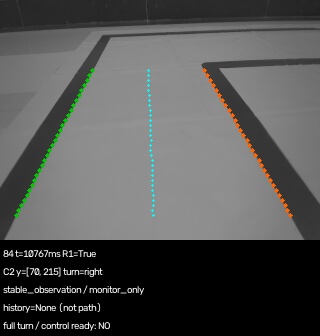 84 t=10767ms R1=True
C2 y=[70, 215] turn=right
stable_observation / monitor_only
history=None (not path)
full turn / control ready: NO